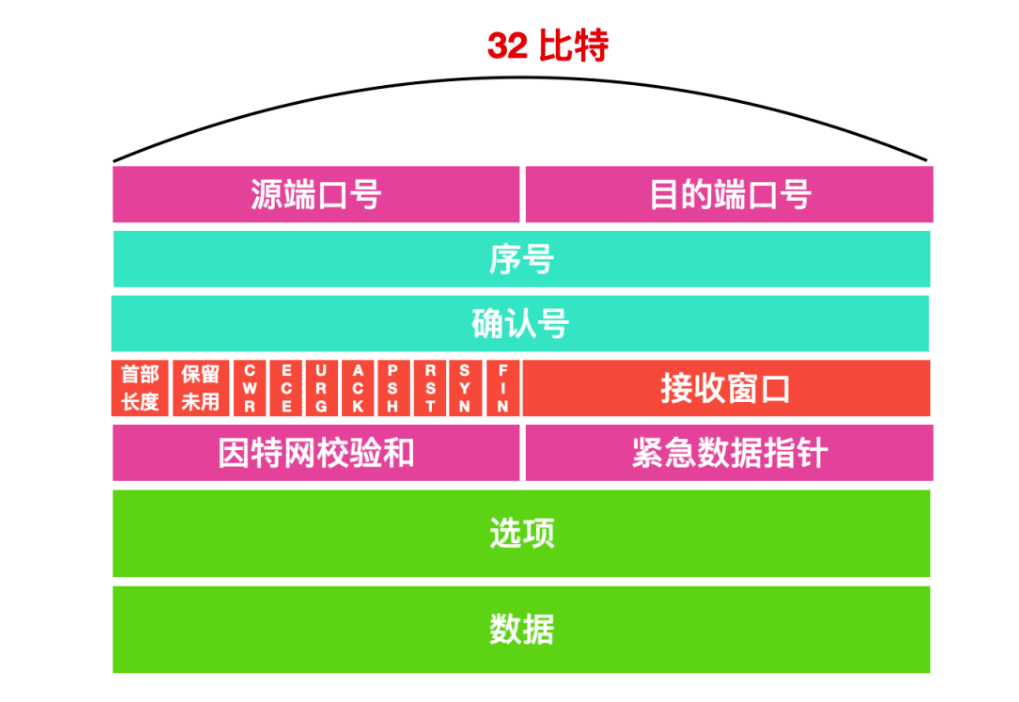 32 比特
源端口号 目的端口号
序号
确认号
首部长度 保留未用 CWR ECE URG ACK PSH RST SYN FIN 接收窗口
因特网校验和 紧急数据指针
选项
数据